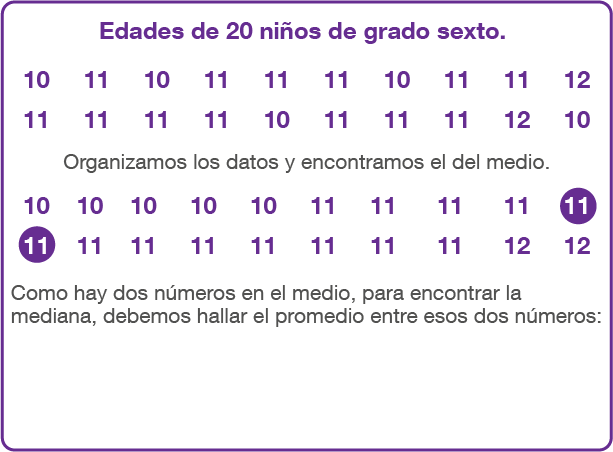 Edades de 20 niños de grado sexto.
10 11 10 11 11 11 10 11 11 12
11 11 11 11 10 11 11 11 12 10
Organizamos los datos y encontramos el del medio.
10 10 10 10 10 11 11 11 11 11
11 11 11 11 11 11 11 11 12 12
Como hay dos números en el medio, para encontrar la
mediana, debemos hallar el promedio entre esos dos números: